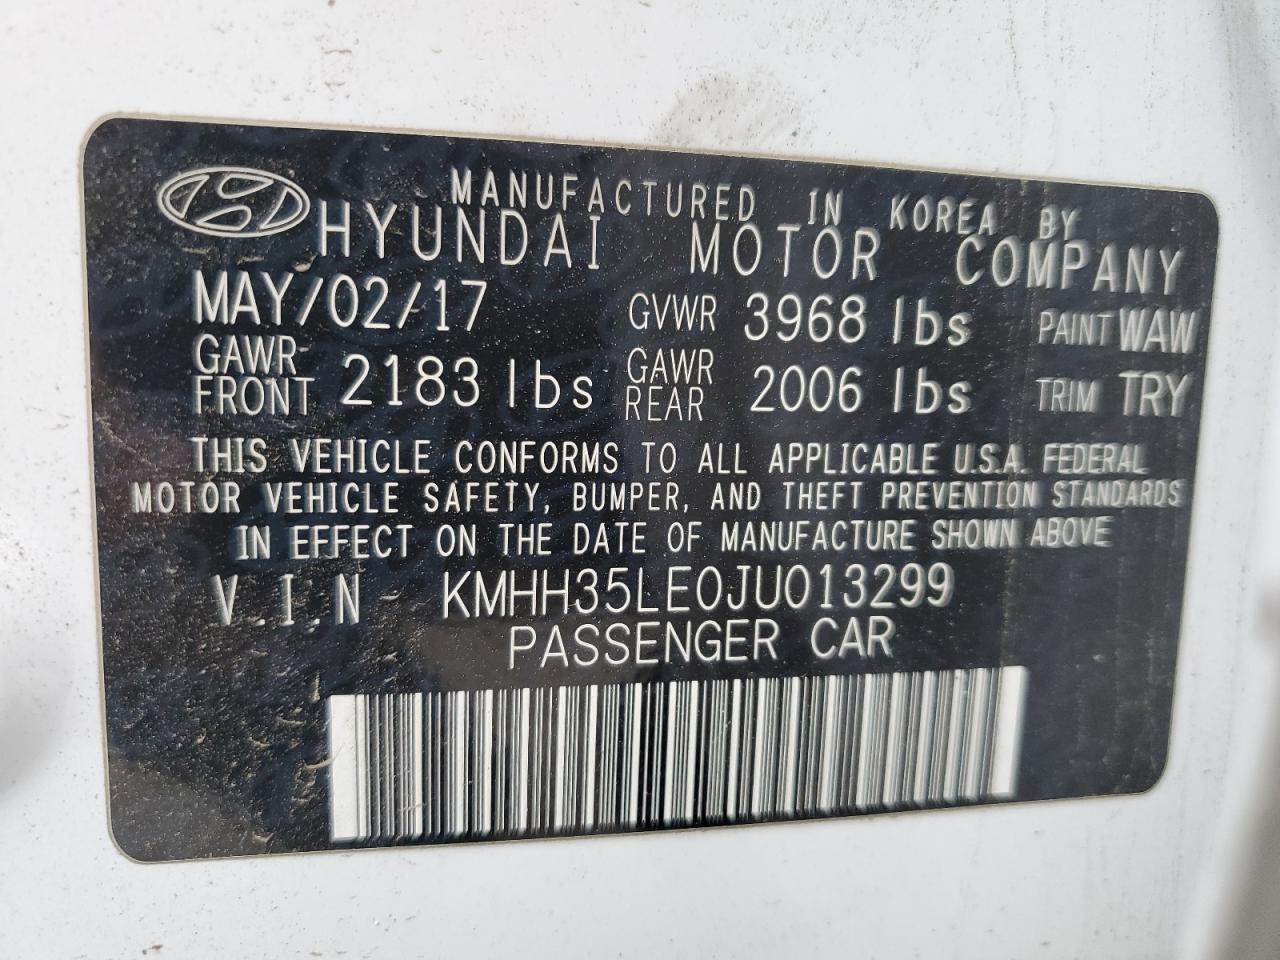 MANUFACTURED IN KOREA BY
HYUNDAI MOTOR COMPANY
MAY/02/17 GVWR 3968 lbs PAINT WAW
GAWR FRONT 2183 lbs GAWR REAR 2006 lbs TRIM TRY
THIS VEHICLE CONFORMS TO ALL APPLICABLE U.S.A. FEDERAL
MOTOR VEHICLE SAFETY, BUMPER, AND THEFT PREVENTION STANDARDS
IN EFFECT ON THE DATE OF MANUFACTURE SHOWN ABOVE
V.I.N KMHH35LE0JU013299
PASSENGER CAR